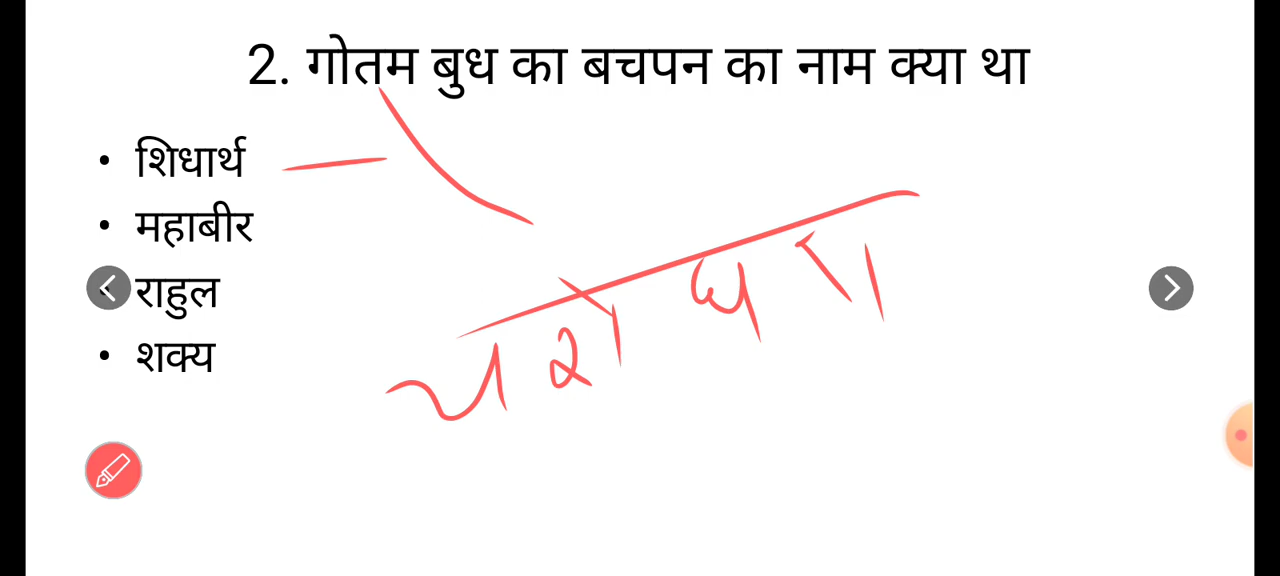 2. गोतम बुध का बचपन का नाम क्या था
• शिधार्थ
• महाबीर
राहुल
• शक्य
यशोधरा